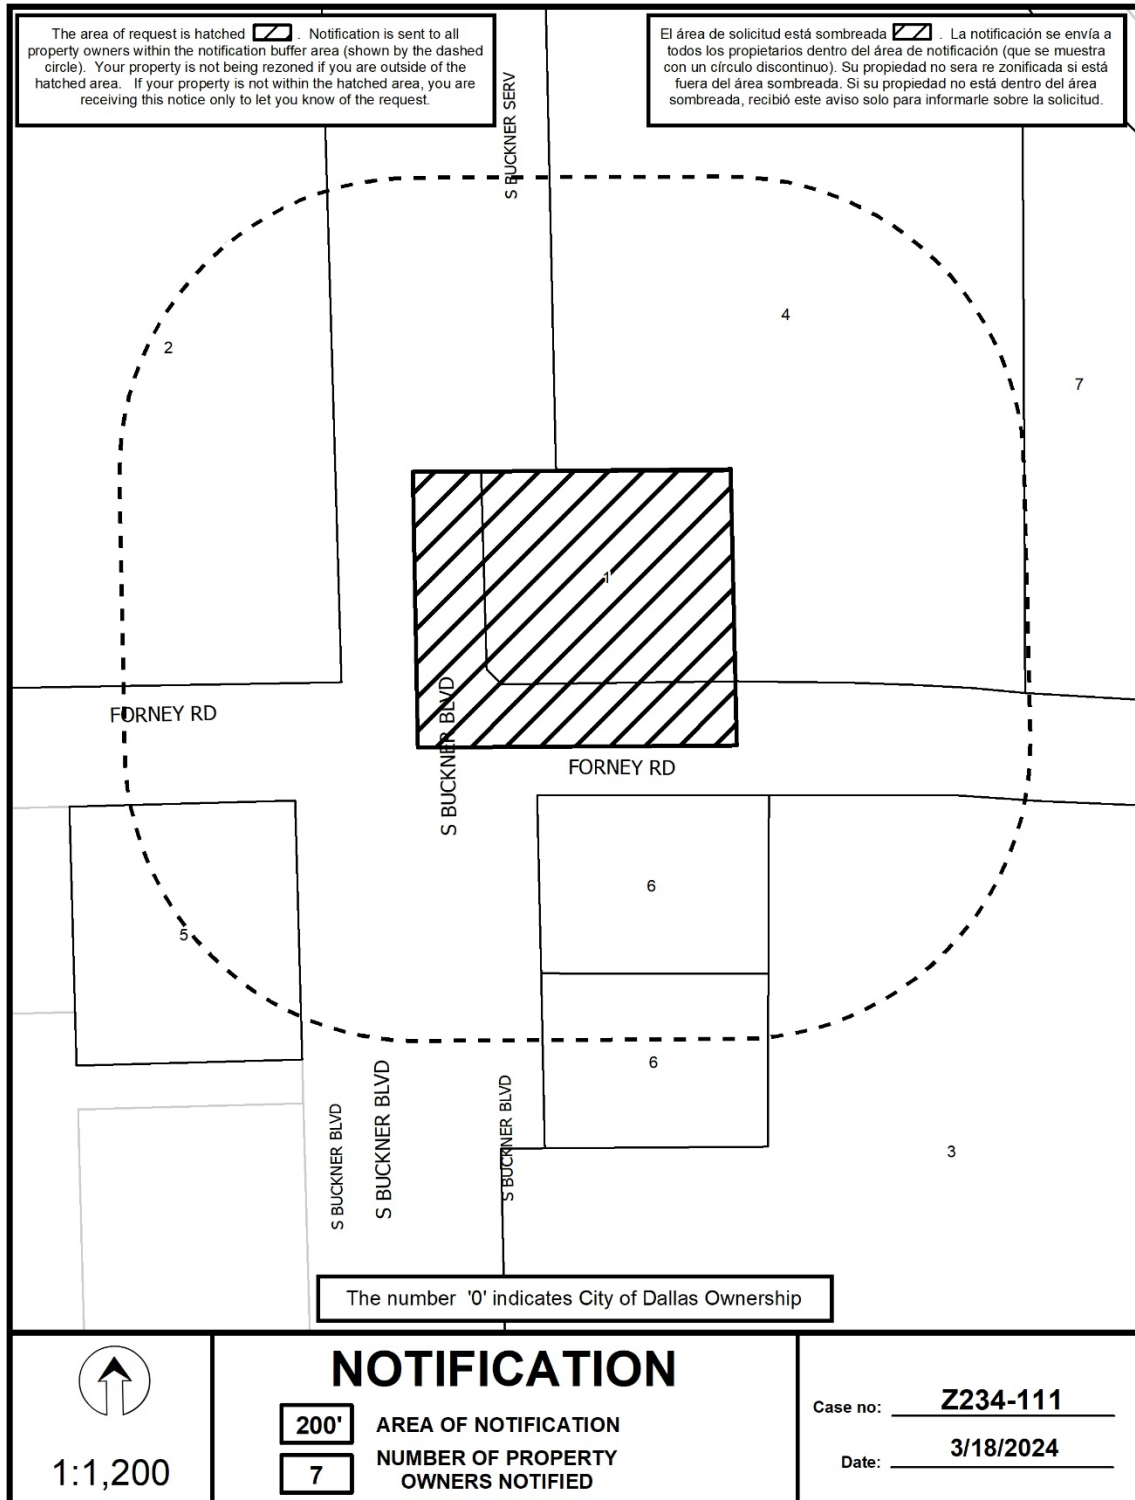 The area of request is hatched . Notification is sent to all
property owners within the notification buffer area (shown by the dashed
circle). Your property is not being rezoned if you are outside of the
hatched area. If your property is not within the hatched area, you are
receiving this notice only to let you know of the request.
El área de solicitud está sombreada . La notificación se envía a
todos los propietarios dentro del área de notificación (que se muestra
con un círculo discontinuo). Su propiedad no sera re zonificada si está
fuera del área sombreada. Si su propiedad no está dentro del área
sombreada, recibió este aviso solo para informarle sobre la solicitud.
S BUCKNER SERV
4
2
7
1
S BUCKNER BLVD
FORNEY RD
FORNEY RD
6
5
6
S BUCKNER BLVD
S BUCKNER BLVD
S BUCKNER BLVD
3
The number '0' indicates City of Dallas Ownership
1:1,200
NOTIFICATION
200' AREA OF NOTIFICATION
7 NUMBER OF PROPERTY
OWNERS NOTIFIED
Case no: Z234-111
Date: 3/18/2024